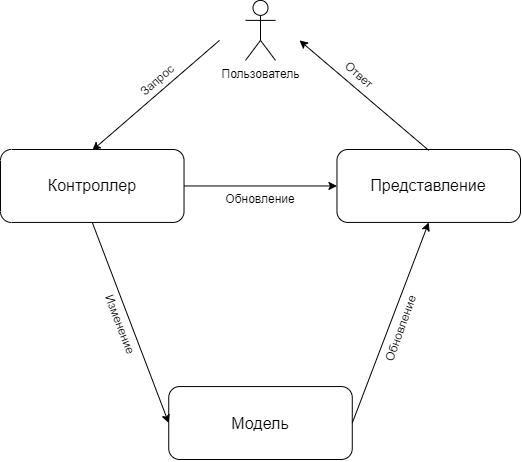 Пользователь
Запрос
Ответ
Контроллер
Обновление
Представление
Изменение
Обновление
Модель